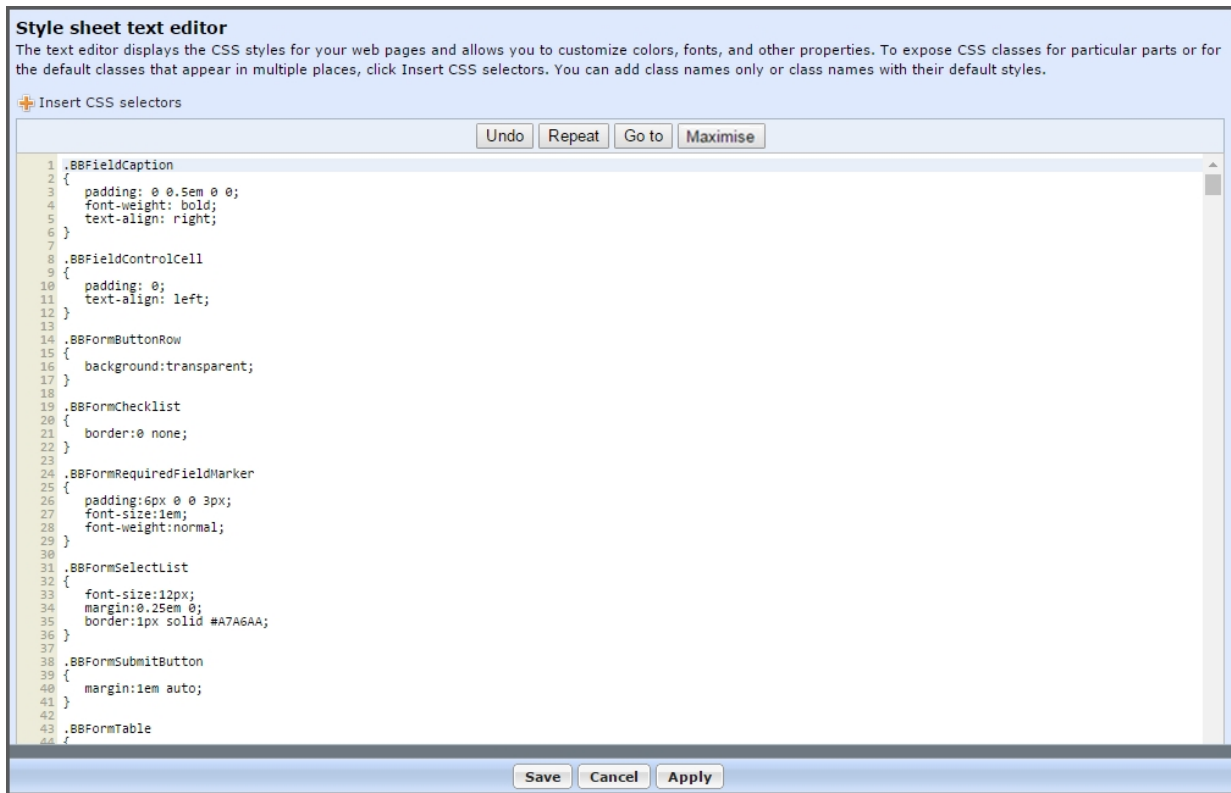 Style sheet text editor
The text editor displays the CSS styles for your web pages and allows you to customize colors, fonts, and other properties. To expose CSS classes for particular parts or for
the default classes that appear in multiple places, click Insert CSS selectors. You can add class names only or class names with their default styles.
Insert CSS selectors
Undo Repeat Go to Maximise
1 .BBFieldCaption
2 {
3 padding: 0 0.5em 0 0;
4 font-weight: bold;
5 text-align: right;
6 }
7
8 .BBFieldControlCell
9 {
10 padding: 0;
11 text-align: left;
12 }
13
14 .BBFormButtonRow
15 {
16 background:transparent;
17 }
18
19 .BBFormChecklist
20 {
21 border:0 none;
22 }
23
24 .BBFormRequiredFieldMarker
25 {
26 padding:6px 0 0 3px;
27 font-size:1em;
28 font-weight:normal;
29 }
30
31 .BBFormSelectList
32 {
33 font-size:12px;
34 margin:0.25em 0;
35 border:1px solid #A7A6AA;
36 }
37
38 .BBFormSubmitButton
39 {
40 margin:1em auto;
41 }
42
43 .BBFormTable
44 {
Save Cancel Apply